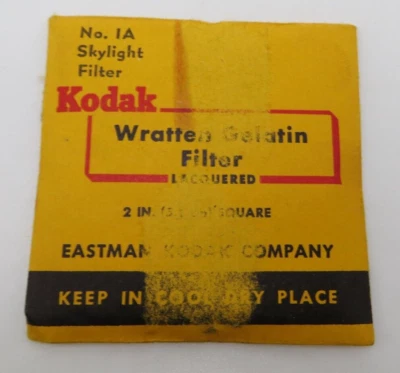 No. 1A
Skylight
Filter
Kodak
Wratten Gelatin
Filter
LACQUERED
2 IN. SQUARE
EASTMAN KODAK COMPANY
KEEP IN COOL DRY PLACE